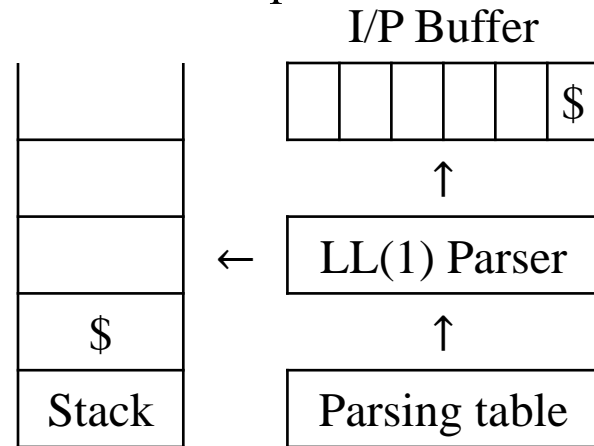 I/P Buffer
$
↑
← LL(1) Parser
$ ↑
Stack Parsing table